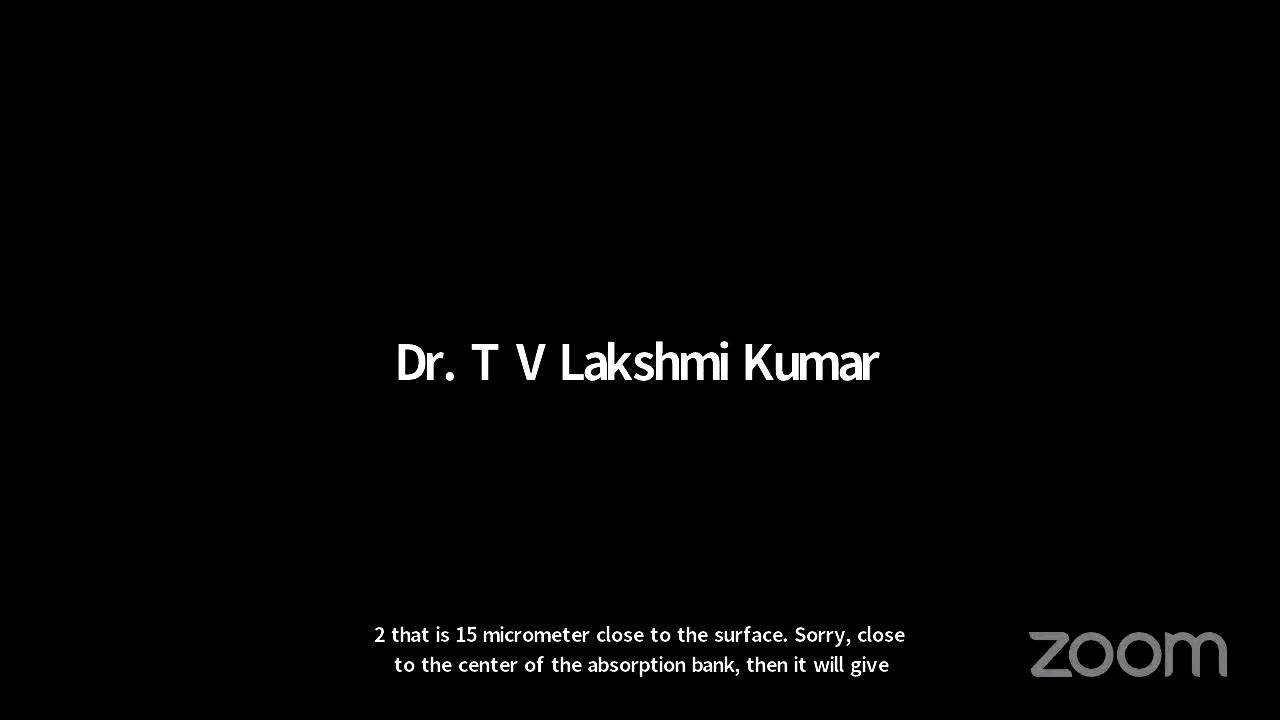 Dr. T V Lakshmi Kumar
2 that is 15 micrometer close to the surface. Sorry, close
to the center of the absorption bank, then it will give
zoom